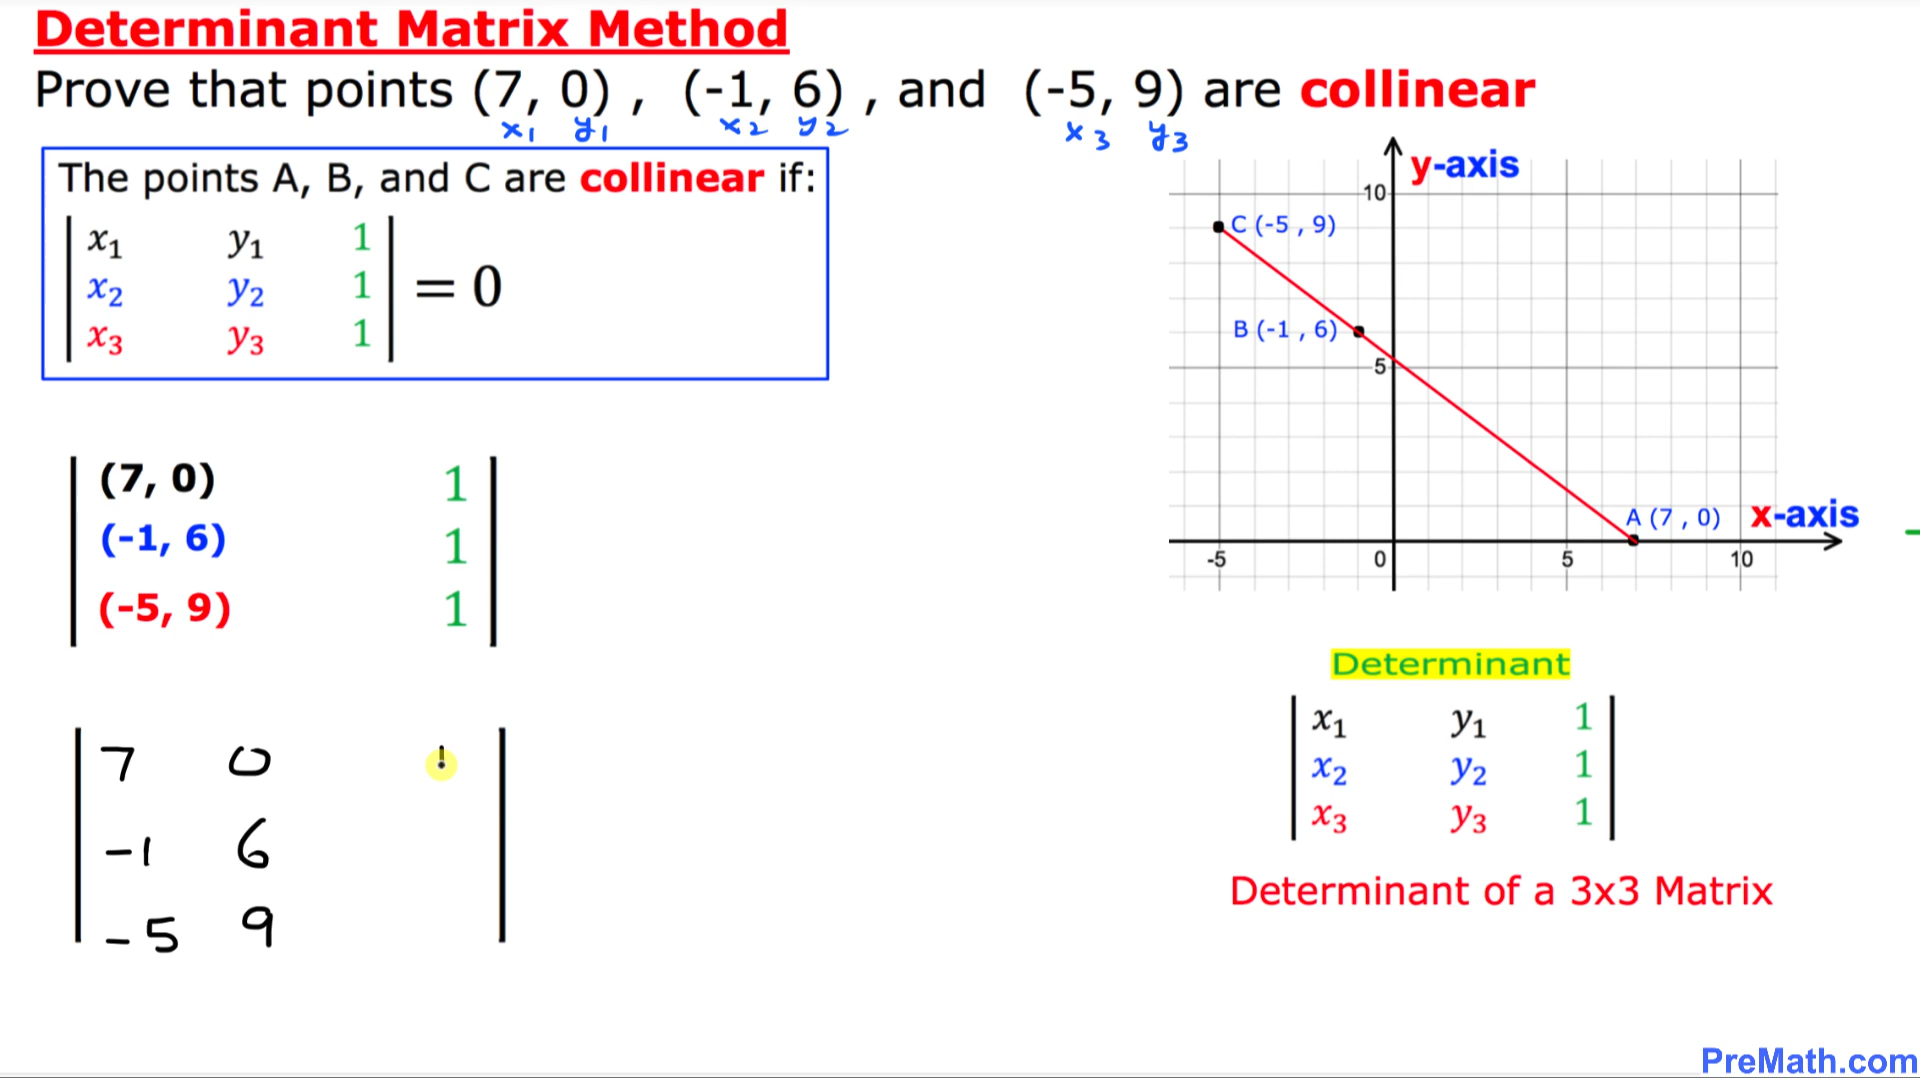 Determinant Matrix Method
Prove that points (7, 0) , (-1, 6) , and (-5, 9) are collinear
x1 y1 x2 y2 x3 y3
The points A, B, and C are collinear if:
x1 y1 1
x2 y2 1 = 0
x3 y3 1
y-axis
10
C (-5 , 9)
B (-1 , 6)
5
A (7 , 0) x-axis
-5 0 5 10
(7, 0) 1
(-1, 6) 1
(-5, 9) 1
Determinant
x1 y1 1
x2 y2 1
x3 y3 1
Determinant of a 3x3 Matrix
7 0 1
-1 6
-5 9
PreMath.com